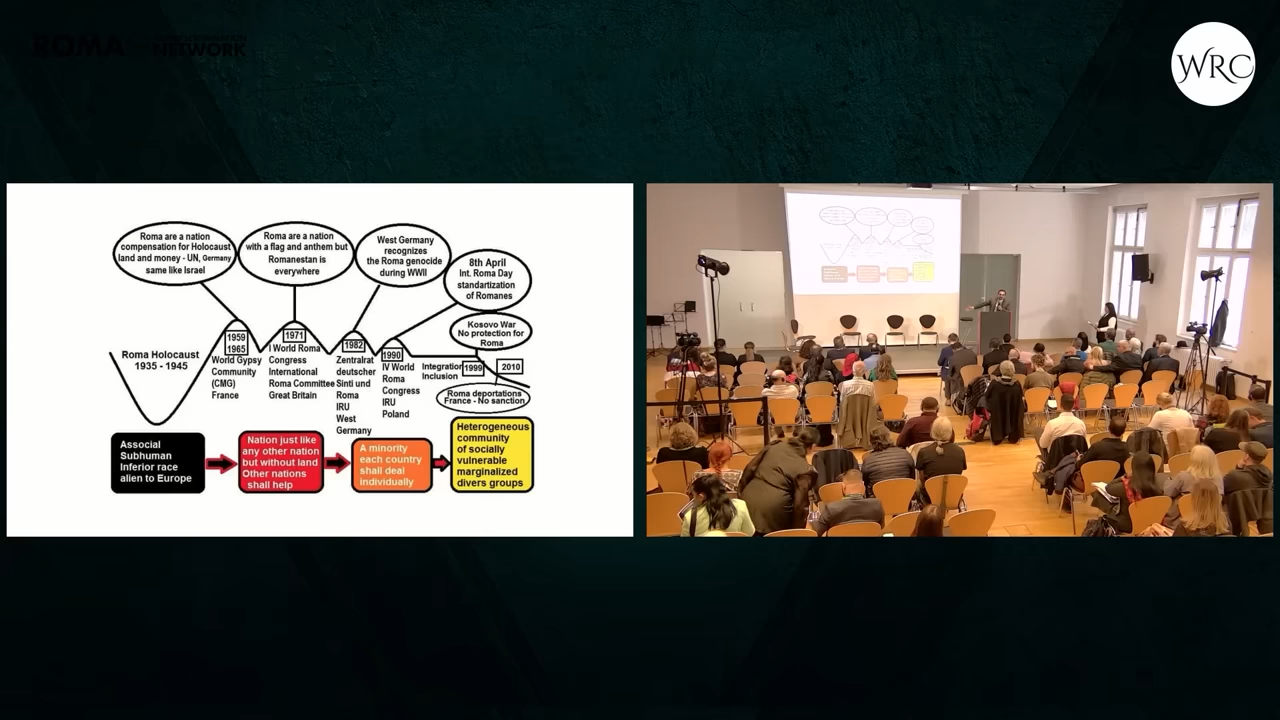 ROMA
NETWORK
WRC
Roma are a nation
compensation for Holocaust
land and money - UN, Germany
same like Israel
Roma are a nation
with a flag and anthem but
Romanestan is
everywhere
West Germany
recognizes
the Roma genocide
during WWII
8th April
Int. Roma Day
standartization
of Romanes
Kosovo War
No protection for
Roma
Roma Holocaust
1935 - 1945
1959
1965
World Gypsy
Community
(CMG)
France
1971
I World Roma
Congress
International
Roma Committee
Great Britain
1982
Zentralrat
deutscher
Sinti und
Roma
IRU
West
Germany
1990
IV World
Roma
Congress
IRU
Poland
Integration
Inclusion
1999
2010
Roma deportations
France - No sanction
Associal
Subhuman
Inferior race
alien to Europe
Nation just like
any other nation
but without land
Other nations
shall help
A minority
each country
shall deal
individually
Heterogeneous
community
of socially
vulnerable
marginalized
divers groups